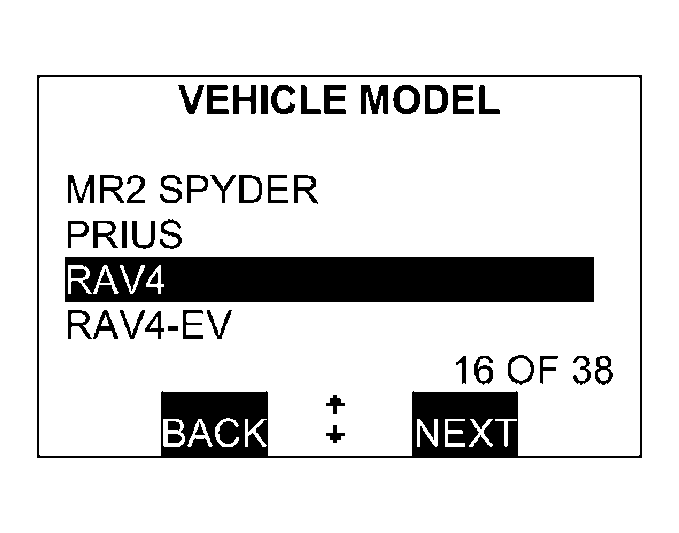 VEHICLE MODEL
MR2 SPYDER
PRIUS
RAV4
RAV4-EV
16 OF 38
BACK NEXT